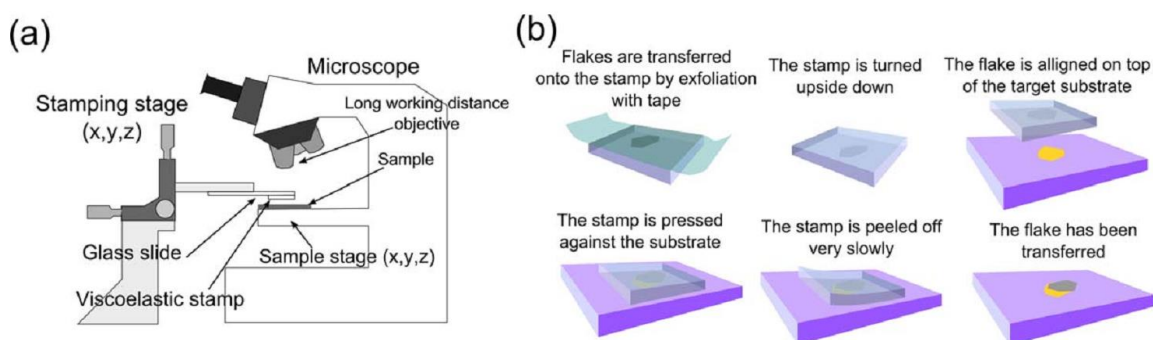 (a)
Microscope
Long working distance
objective
Stamping stage
(x,y,z)
Sample
Glass slide
Sample stage (x,y,z)
Viscoelastic stamp
(b)
Flakes are transferred
onto the stamp by exfoliation
with tape
The stamp is turned
upside down
The flake is alligned on top
of the target substrate
The stamp is pressed
against the substrate
The stamp is peeled off
very slowly
The flake has been
transferred